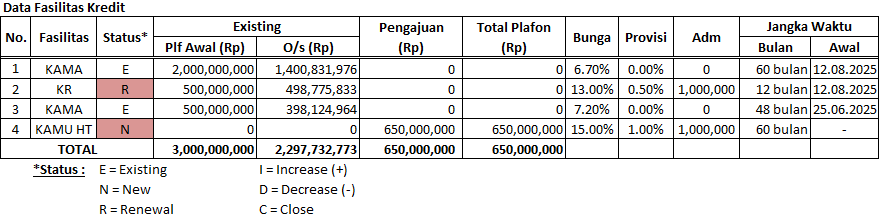 Data Fasilitas Kredit
No. Fasilitas Status* Existing Pengajuan (Rp) Total Plafon (Rp) Bunga Provisi Adm Jangka Waktu
Plf Awal (Rp) O/s (Rp) Bulan Awal
1 KAMA E 2,000,000,000 1,400,831,976 0 0 6.70% 0.00% 0 60 bulan 12.08.2025
2 KR R 500,000,000 498,775,833 0 0 13.00% 0.50% 1,000,000 12 bulan 12.08.2025
3 KAMA E 500,000,000 398,124,964 0 0 7.20% 0.00% 0 48 bulan 25.06.2025
4 KAMU HT N 0 0 650,000,000 650,000,000 15.00% 1.00% 1,000,000 60 bulan -
TOTAL 3,000,000,000 2,297,732,773 650,000,000 650,000,000
*Status : E = Existing I = Increase (+)
N = New D = Decrease (-)
R = Renewal C = Close